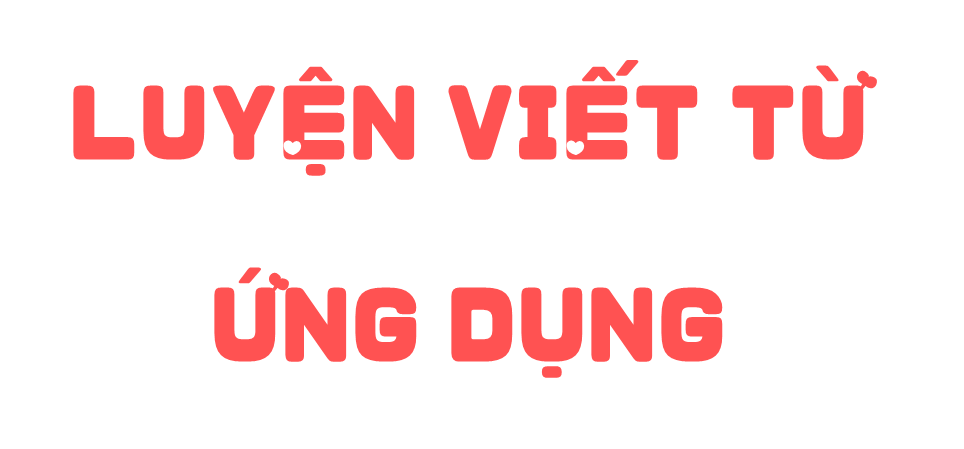 LUYỆN VIẾT TỪ
ỨNG DỤNG